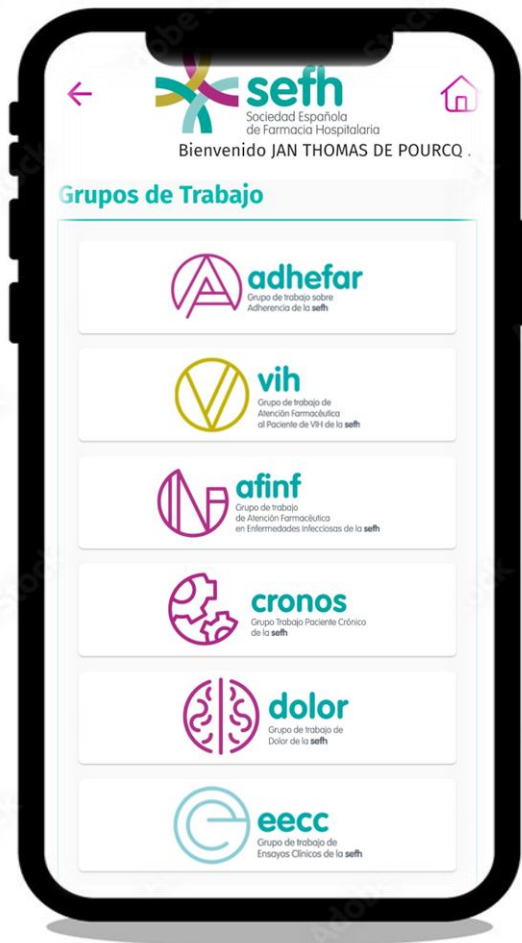 sefh
Sociedad Española
de Farmacia Hospitalaria
Bienvenido JAN THOMAS DE POURCQ .
Grupos de Trabajo
adhefar
Grupo de trabajo sobre
Adherencia de la sefh
vih
Grupo de trabajo de
Atención Farmacéutica
al Paciente de VIH de la sefh
afinf
Grupo de trabajo
de Atención Farmacéutica
en Enfermedades Infecciosas de la sefh
cronos
Grupo Trabajo Paciente Crónico
de la sefh
dolor
Grupo de trabajo de
Dolor de la sefh
eecc
Grupo de trabajo de
Ensayos Clínicos de la sefh